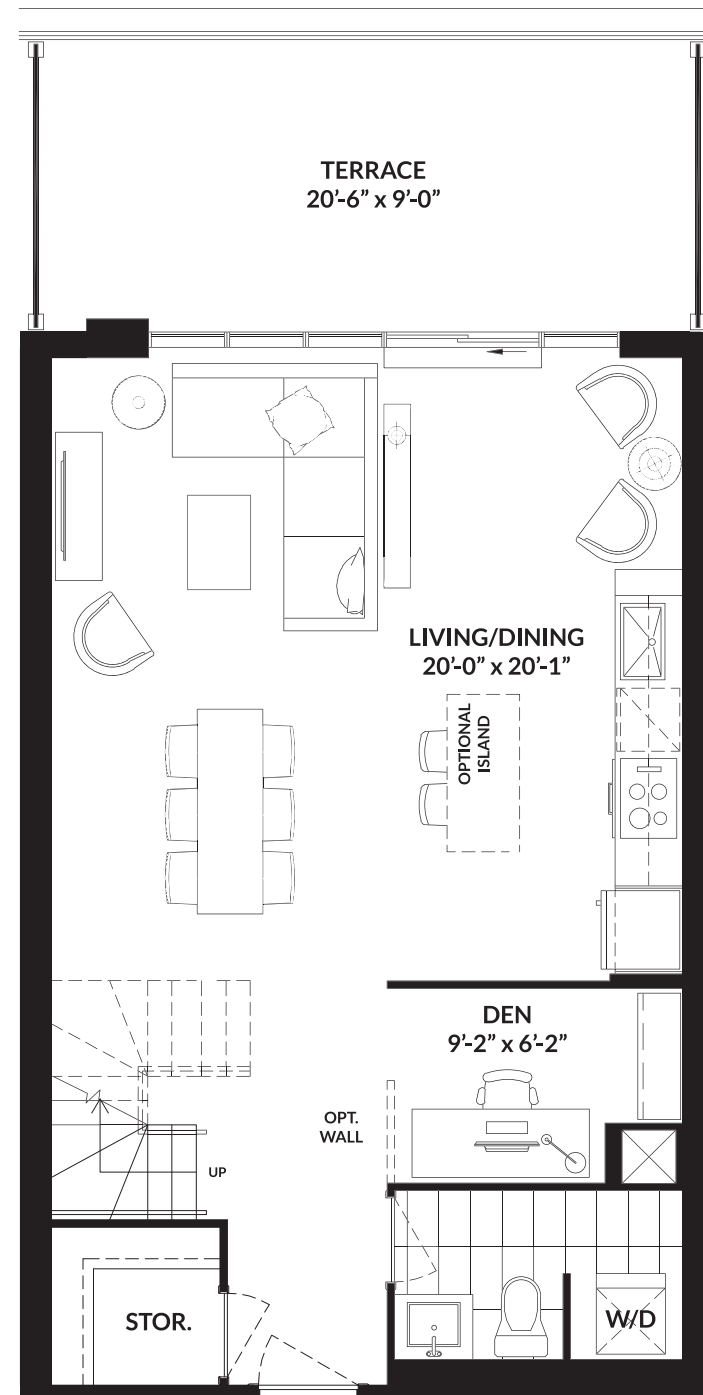 TERRACE
20'-6” x 9'-0”
LIVING/DINING
20'-0” x 20'-1”
OPTIONAL
ISLAND
DEN
9'-2” x 6'-2”
OPT.
WALL
UP
STOR.
W/D